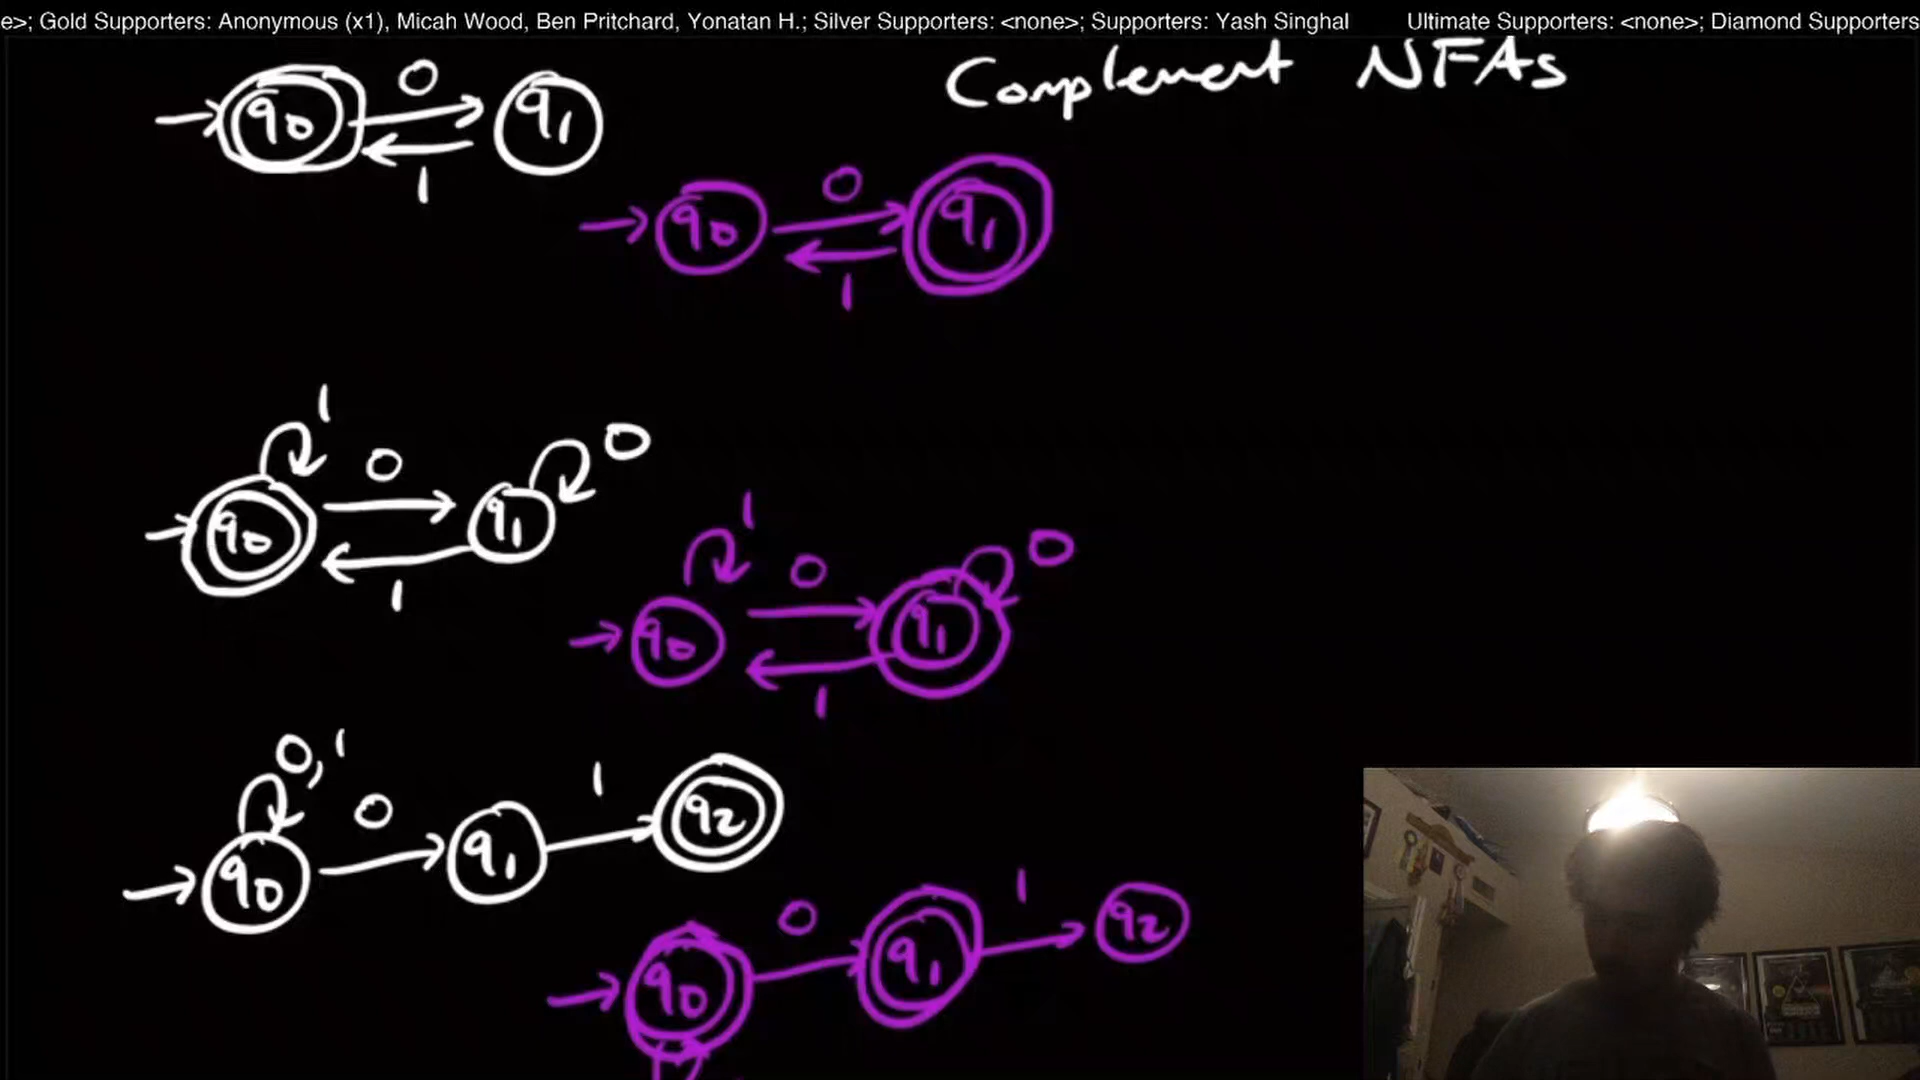 e>; Gold Supporters: Anonymous (x1), Micah Wood, Ben Pritchard, Yonatan H.; Silver Supporters: <none>; Supporters: Yash Singhal Ultimate Supporters: <none>; Diamond Supporters
Complement NFAs
0
q0 q1
1
0
q0 q1
1
1
0 0
q0 q1
1
1
0 0
q0 q1
1
0,1
0 1
q0 q1 q2
0 1
q0 q1 q2